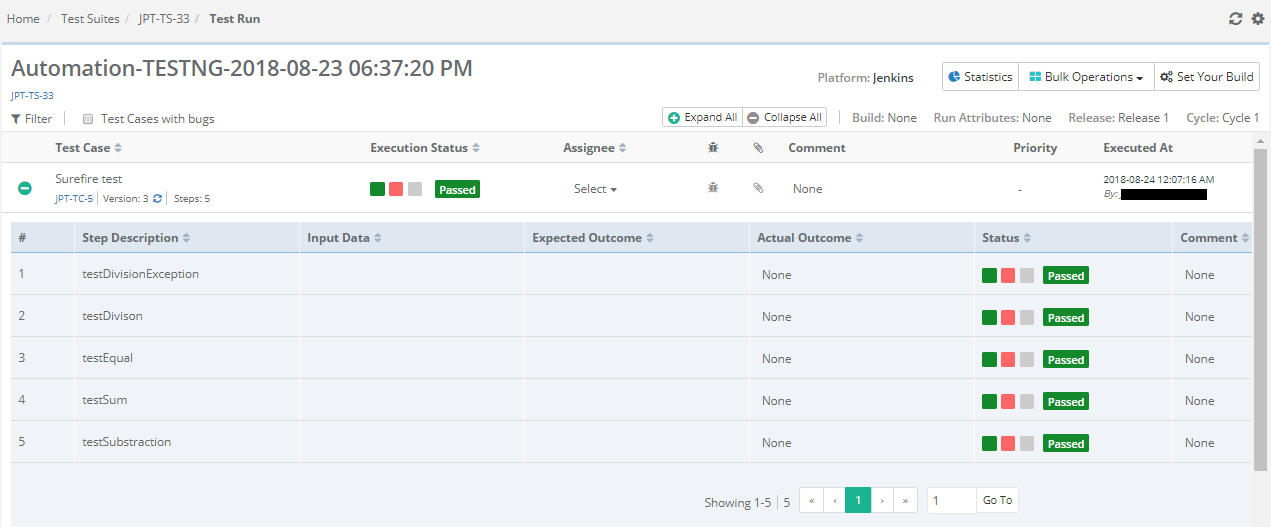 Home / Test Suites / JPT-TS-33 / Test Run
Automation-TESTNG-2018-08-23 06:37:20 PM
Platform: Jenkins Statistics Bulk Operations Set Your Build
JPT-TS-33
Filter Test Cases with bugs Expand All Collapse All Build: None Run Attributes: None Release: Release 1 Cycle: Cycle 1
Test Case Execution Status Assignee Comment Priority Executed At
Surefire test Passed Select None - 2018-08-24 12:07:16 AM
JPT-TC-5 Version: 3 Steps: 5 By:
# Step Description Input Data Expected Outcome Actual Outcome Status Comment
1 testDivisionException None Passed None
2 testDivison None Passed None
3 testEqual None Passed None
4 testSum None Passed None
5 testSubstraction None Passed None
Showing 1-5 5 « ‹ 1 › » 1 Go To